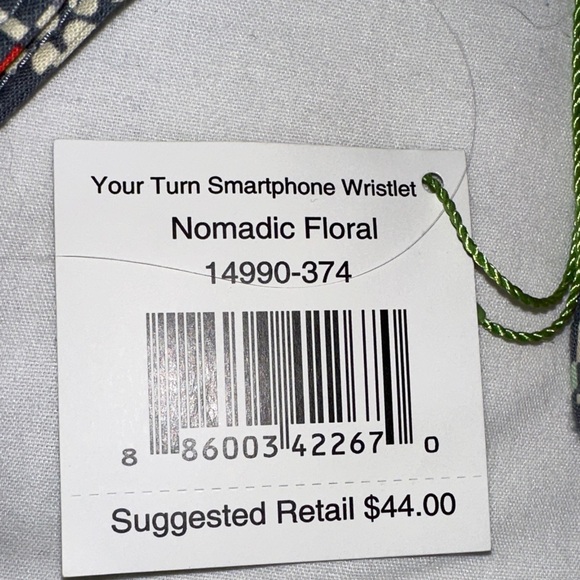 Your Turn Smartphone Wristlet
Nomadic Floral
14990-374
8 86003 42267 0
Suggested Retail $44.00